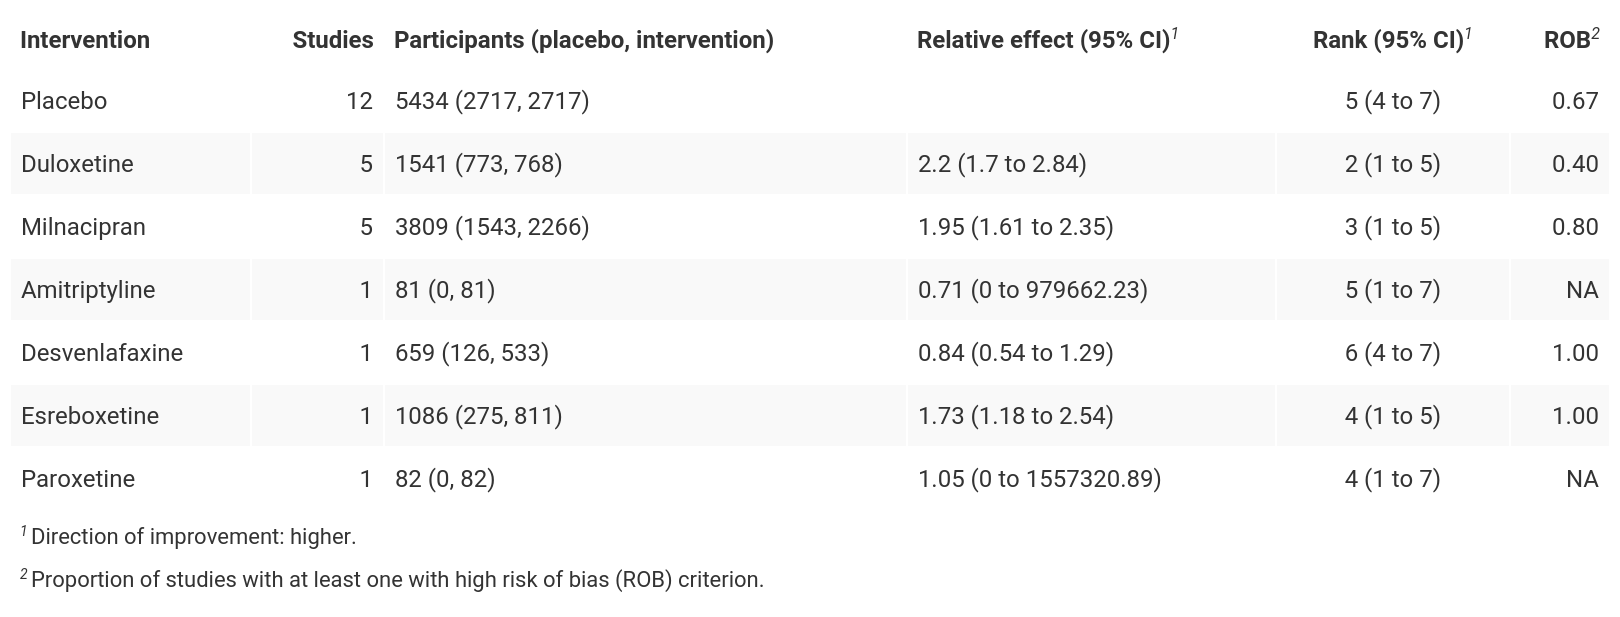 Intervention Studies Participants (placebo, intervention) Relative effect (95% CI)1 Rank (95% CI)1 ROB2
Placebo 12 5434 (2717, 2717) 5 (4 to 7) 0.67
Duloxetine 5 1541 (773, 768) 2.2 (1.7 to 2.84) 2 (1 to 5) 0.40
Milnacipran 5 3809 (1543, 2266) 1.95 (1.61 to 2.35) 3 (1 to 5) 0.80
Amitriptyline 1 81 (0, 81) 0.71 (0 to 979662.23) 5 (1 to 7) NA
Desvenlafaxine 1 659 (126, 533) 0.84 (0.54 to 1.29) 6 (4 to 7) 1.00
Esreboxetine 1 1086 (275, 811) 1.73 (1.18 to 2.54) 4 (1 to 5) 1.00
Paroxetine 1 82 (0, 82) 1.05 (0 to 1557320.89) 4 (1 to 7) NA
1 Direction of improvement: higher.
2 Proportion of studies with at least one with high risk of bias (ROB) criterion.